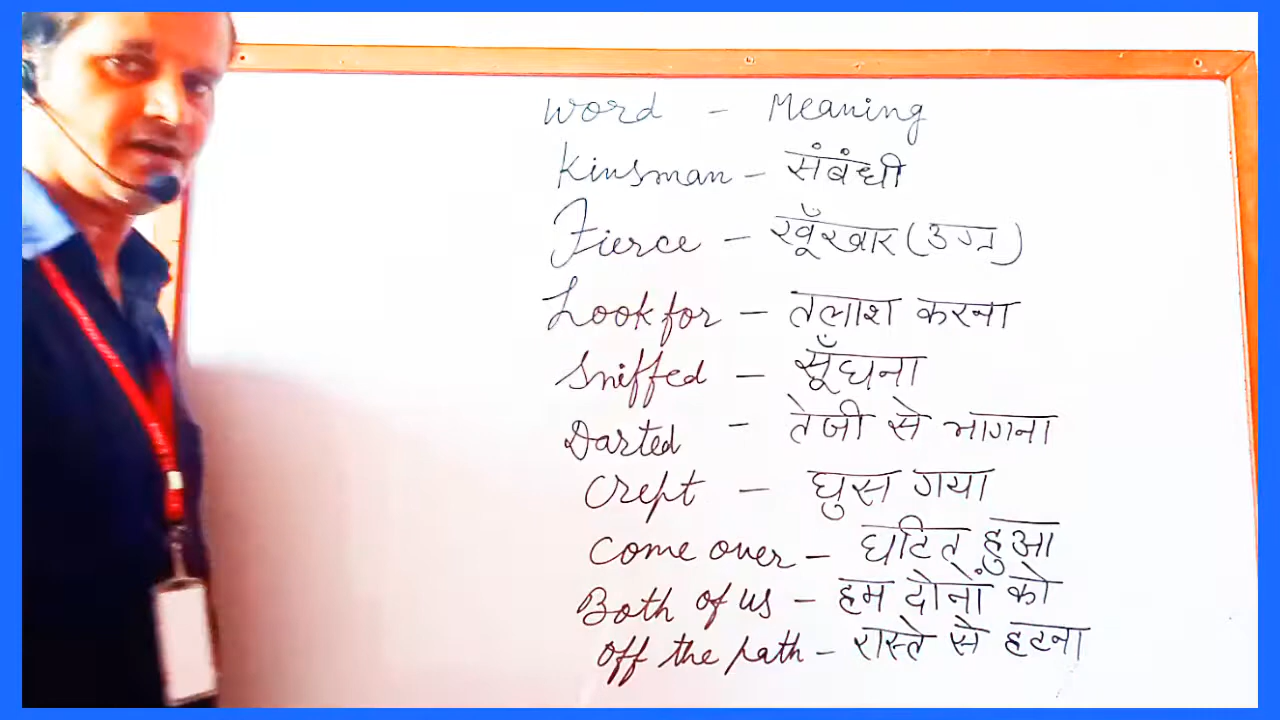 Word - Meaning
Kinsman - संबंधी
Fierce - खूँखार (उग्र)
Look for - तलाश करना
Sniffed - सूँघना
Darted - तेजी से भागना
Crept - घुस गया
Come over - घटित् हुआ
Both of us - हम दोनों को
Off the path - रास्ते से हटना